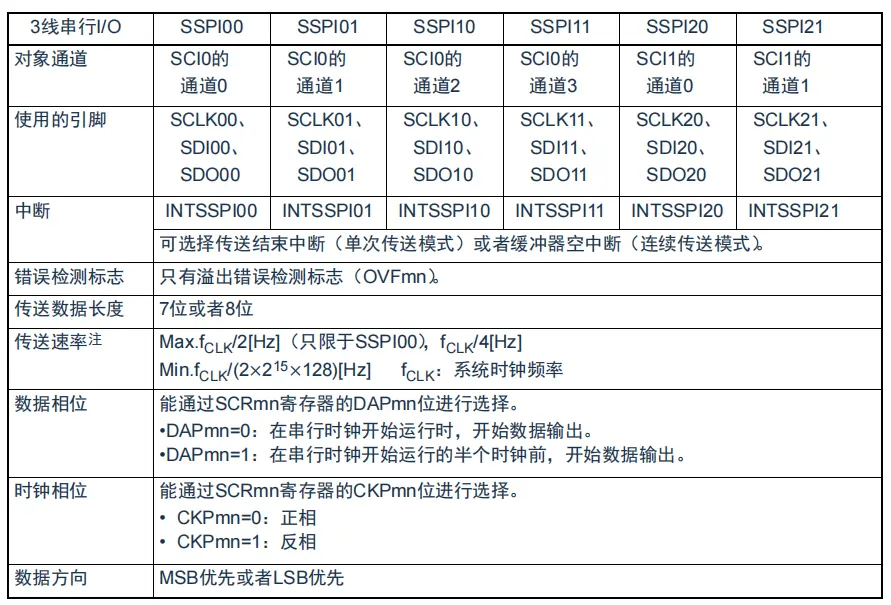 3线串行I/O SSPI00 SSPI01 SSPI10 SSPI11 SSPI20 SSPI21
对象通道 SCI0的 SCI0的 SCI0的 SCI0的 SCI1的 SCI1的
通道0 通道1 通道2 通道3 通道0 通道1
使用的引脚 SCLK00、 SCLK01、 SCLK10、 SCLK11、 SCLK20、 SCLK21、
SDI00、 SDI01、 SDI10、 SDI11、 SDI20、 SDI21、
SDO00 SDO01 SDO10 SDO11 SDO20 SDO21
中断 INTSSPI00 INTSSPI01 INTSSPI10 INTSSPI11 INTSSPI20 INTSSPI21
可选择传送结束中断（单次传送模式）或者缓冲器空中断（连续传送模式）。
错误检测标志 只有溢出错误检测标志（OVFmn）。
传送数据长度 7位或者8位
传送速率注 Max.fCLK/2[Hz]（只限于SSPI00），fCLK/4[Hz]
Min.fCLK/(2×2¹⁵×128)[Hz] fCLK：系统时钟频率
数据相位 能通过SCRmn寄存器的DAPmn位进行选择。
•DAPmn=0：在串行时钟开始运行时，开始数据输出。
•DAPmn=1：在串行时钟开始运行的半个时钟前，开始数据输出。
时钟相位 能通过SCRmn寄存器的CKPmn位进行选择。
• CKPmn=0：正相
• CKPmn=1：反相
数据方向 MSB优先或者LSB优先